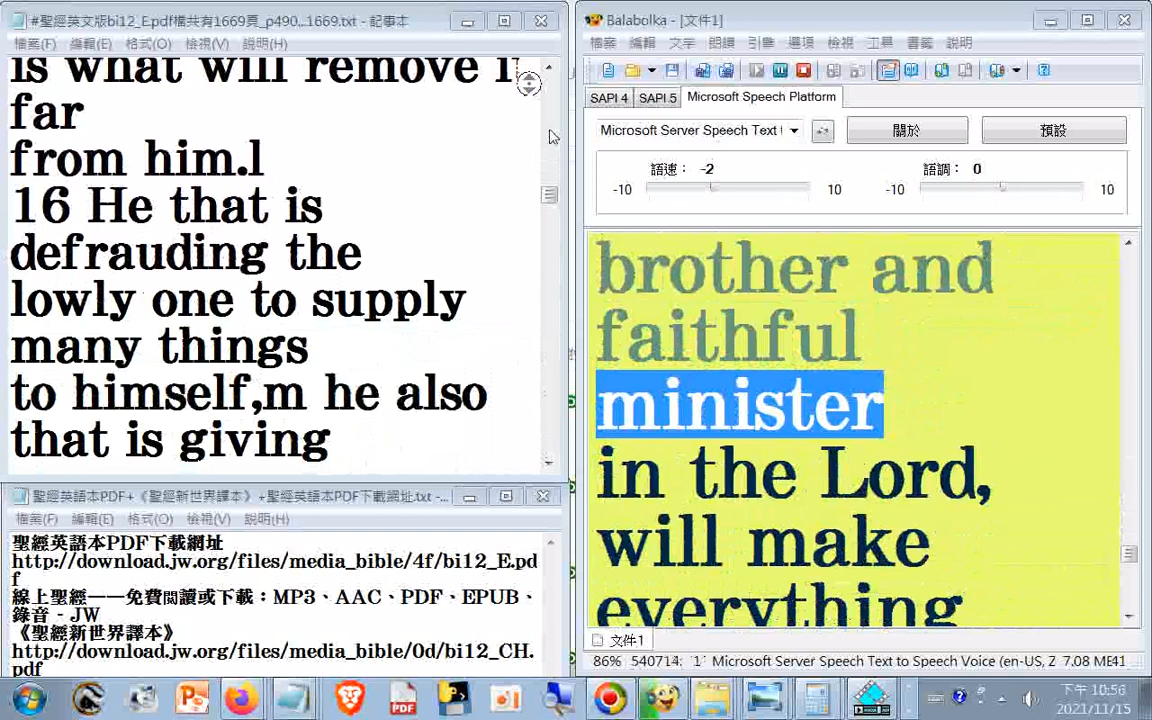 #聖經英文版bi12_E.pdf檔共有1669頁_p490,..1669.txt - 記事本
檔案(F) 編輯(E) 格式(O) 檢視(V) 說明(H)
is what will remove it
far
from him.l
16 He that is
defrauding the
lowly one to supply
many things
to himself,m he also
that is giving
聖經英語本PDF+《聖經新世界譯本》+聖經英語本PDF下載網址.txt - ...
檔案(F) 編輯(E) 格式(O) 檢視(V) 說明(H)
聖經英語本PDF下載網址
http://download.jw.org/files/media_bible/4f/bi12_E.pd
f
線上聖經——免費閱讀或下載：MP3、AAC、PDF、EPUB、
錄音 - JW
《聖經新世界譯本》
http://download.jw.org/files/media_bible/0d/bi12_CH.
pdf
Balabolka - [文件1]
檔案 編輯 文字 朗讀 引擎 選項 檢視 工具 書籤 說明
SAPI 4 SAPI 5 Microsoft Speech Platform
Microsoft Server Speech Text 關於 預設
語速： -2 語調： 0
-10 10 -10 10
brother and
faithful
minister
in the Lord,
will make
everything
文件1
86% 540714: Microsoft Server Speech Text to Speech Voice (en-US, Z 7.08 ME41
PDF
下午 10:56
2021/11/15